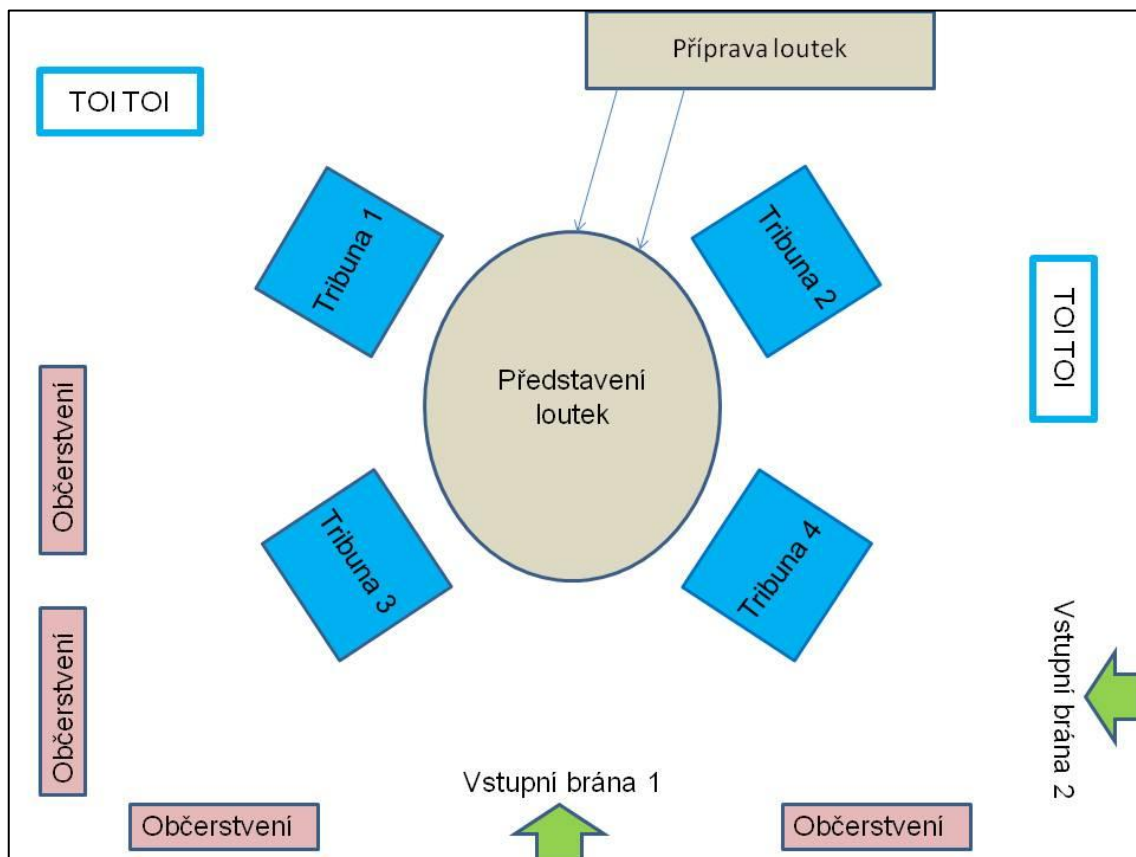 Příprava loutek
TOI TOI
Tribuna 1
Tribuna 2
TOI TOI
Představení
loutek
Občerstvení
Tribuna 3
Tribuna 4
Občerstvení
Vstupní brána 2
Vstupní brána 1
Občerstvení
Občerstvení